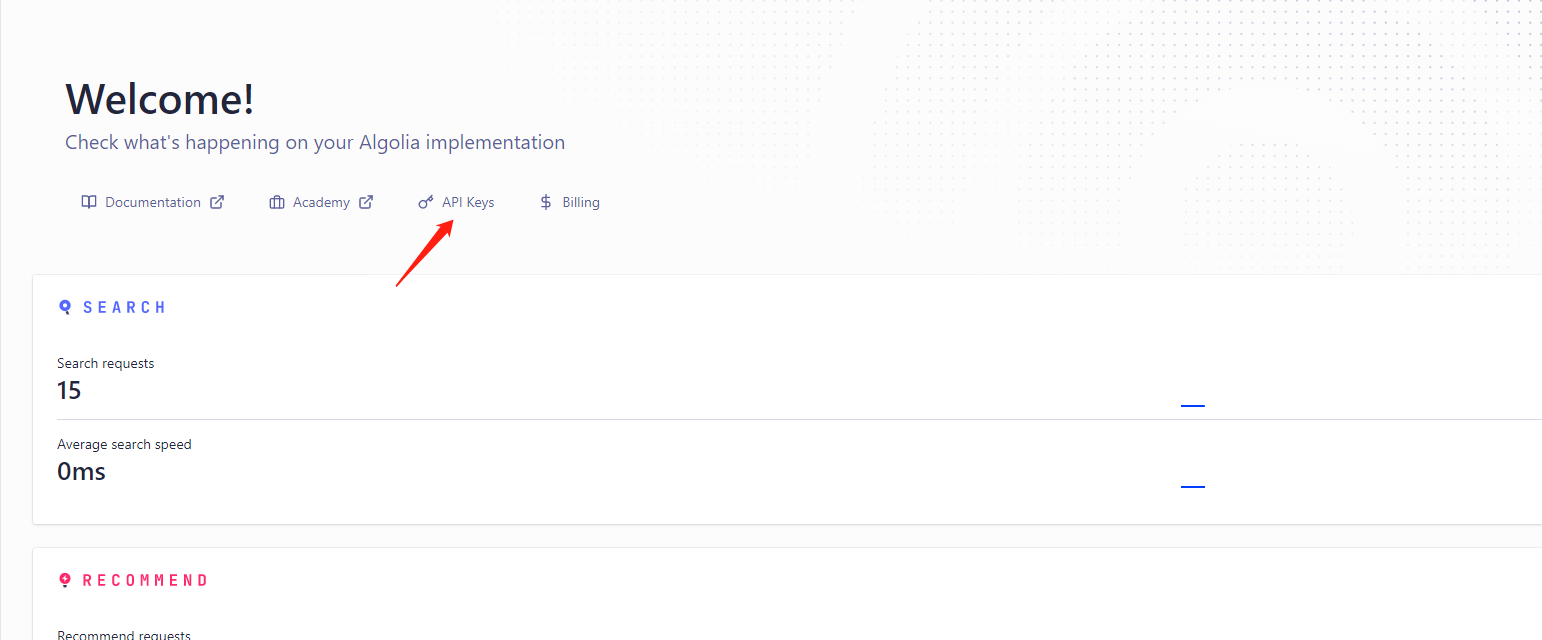 Welcome!
Check what's happening on your Algolia implementation
Documentation Academy API Keys Billing
SEARCH
Search requests
15
Average search speed
0ms
RECOMMEND
Recommend requests